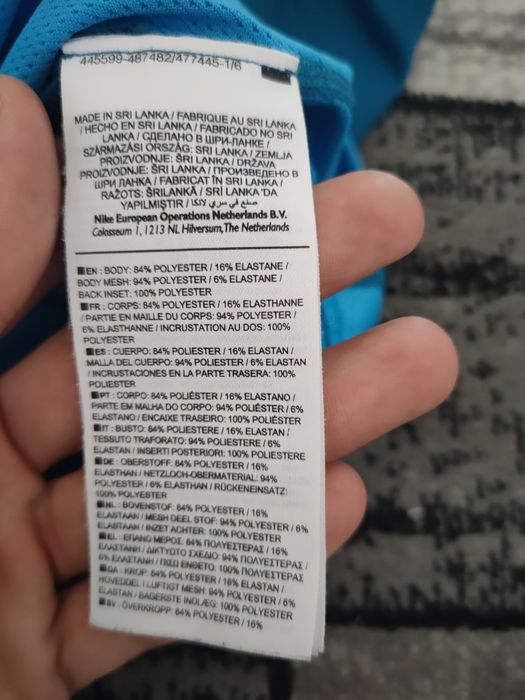 445599-487482/477445-1/6
MADE IN SRI LANKA / FABRIQUE AU SRI LANKA
/ HECHO EN SRI LANKA / FABRICADO NO SRI
LANKA / СДЕЛАНО В ШРИ-ЛАНКЕ /
SZÁRMAZÁSI ORSZÁG: SRI LANKA / ZEMLJA
PROIZVODNJE: ŠRI LANKA / DRŽAVA
PROIZVODNJE: ŠRI LANKA / ПРОИЗВЕДЕНО В
ШРИ ЛАНКА / FABRICAT ÎN SRI LANKA /
RAŽOTS: ŠRILANKĀ / SRİ LANKA'DA
YAPILMIŞTIR / صنع في سري لانكا
Nike European Operations Netherlands B.V.
Colosseum 1, 1213 NL Hilversum, The Netherlands
EN : BODY: 84% POLYESTER / 16% ELASTANE /
BODY MESH: 94% POLYESTER / 6% ELASTANE /
BACK INSET: 100% POLYESTER
FR : CORPS: 84% POLYESTER / 16% ELASTHANNE
/ PARTIE EN MAILLE DU CORPS: 94% POLYESTER /
6% ELASTHANNE / INCRUSTATION AU DOS: 100%
POLYESTER
ES : CUERPO: 84% POLIESTER / 16% ELASTAN /
MALLA DEL CUERPO: 94% POLIESTER / 6% ELASTAN
/ INCRUSTACIONES EN LA PARTE TRASERA: 100%
POLIESTER
PT : CORPO: 84% POLIÉSTER / 16% ELASTANO /
PARTE EM MALHA DO CORPO: 94% POLIÉSTER / 6%
ELASTANO / ENCAIXE TRASEIRO: 100% POLIÉSTER
IT : BUSTO: 84% POLIESTERE / 16% ELASTAN /
TESSUTO TRAFORATO: 94% POLIESTERE / 6%
ELASTAN / INSERTI POSTERIORI: 100% POLIESTERE
DE : OBERSTOFF: 84% POLYESTER / 16%
ELASTHAN / NETZLOCH-OBERMATERIAL: 94%
POLYESTER / 6% ELASTHAN / RÜCKENEINSATZ:
100% POLYESTER
NL : BOVENSTOF: 84% POLYESTER / 16%
ELASTAAN / MESH DEEL STOF: 94% POLYESTER / 6%
ELASTAAN / INZET ACHTER: 100% POLYESTER
EL : ΕΠΑΝΩ ΜΕΡΟΣ: 84% ΠΟΛΥΕΣΤΕΡΑΣ / 16%
ΕΛΑΣΤΑΝΗ / ΔΙΚΤΥΩΤΟ ΣΧΕΔΙΟ: 94% ΠΟΛΥΕΣΤΕΡΑΣ /
6% ΕΛΑΣΤΑΝΗ / ΠΙΣΩ ΕΝΘΕΤΟ: 100% ΠΟΛΥΕΣΤΕΡΑΣ
DA : KROP: 84% POLYESTER / 16% ELASTAN /
HOVEDDEL I LUFTIGT MESH: 94% POLYESTER / 6%
ELASTAN / BAGERSTE INDLÆG: 100% POLYESTER
SV : ÖVERKROPP: 84% POLYESTER / 16%